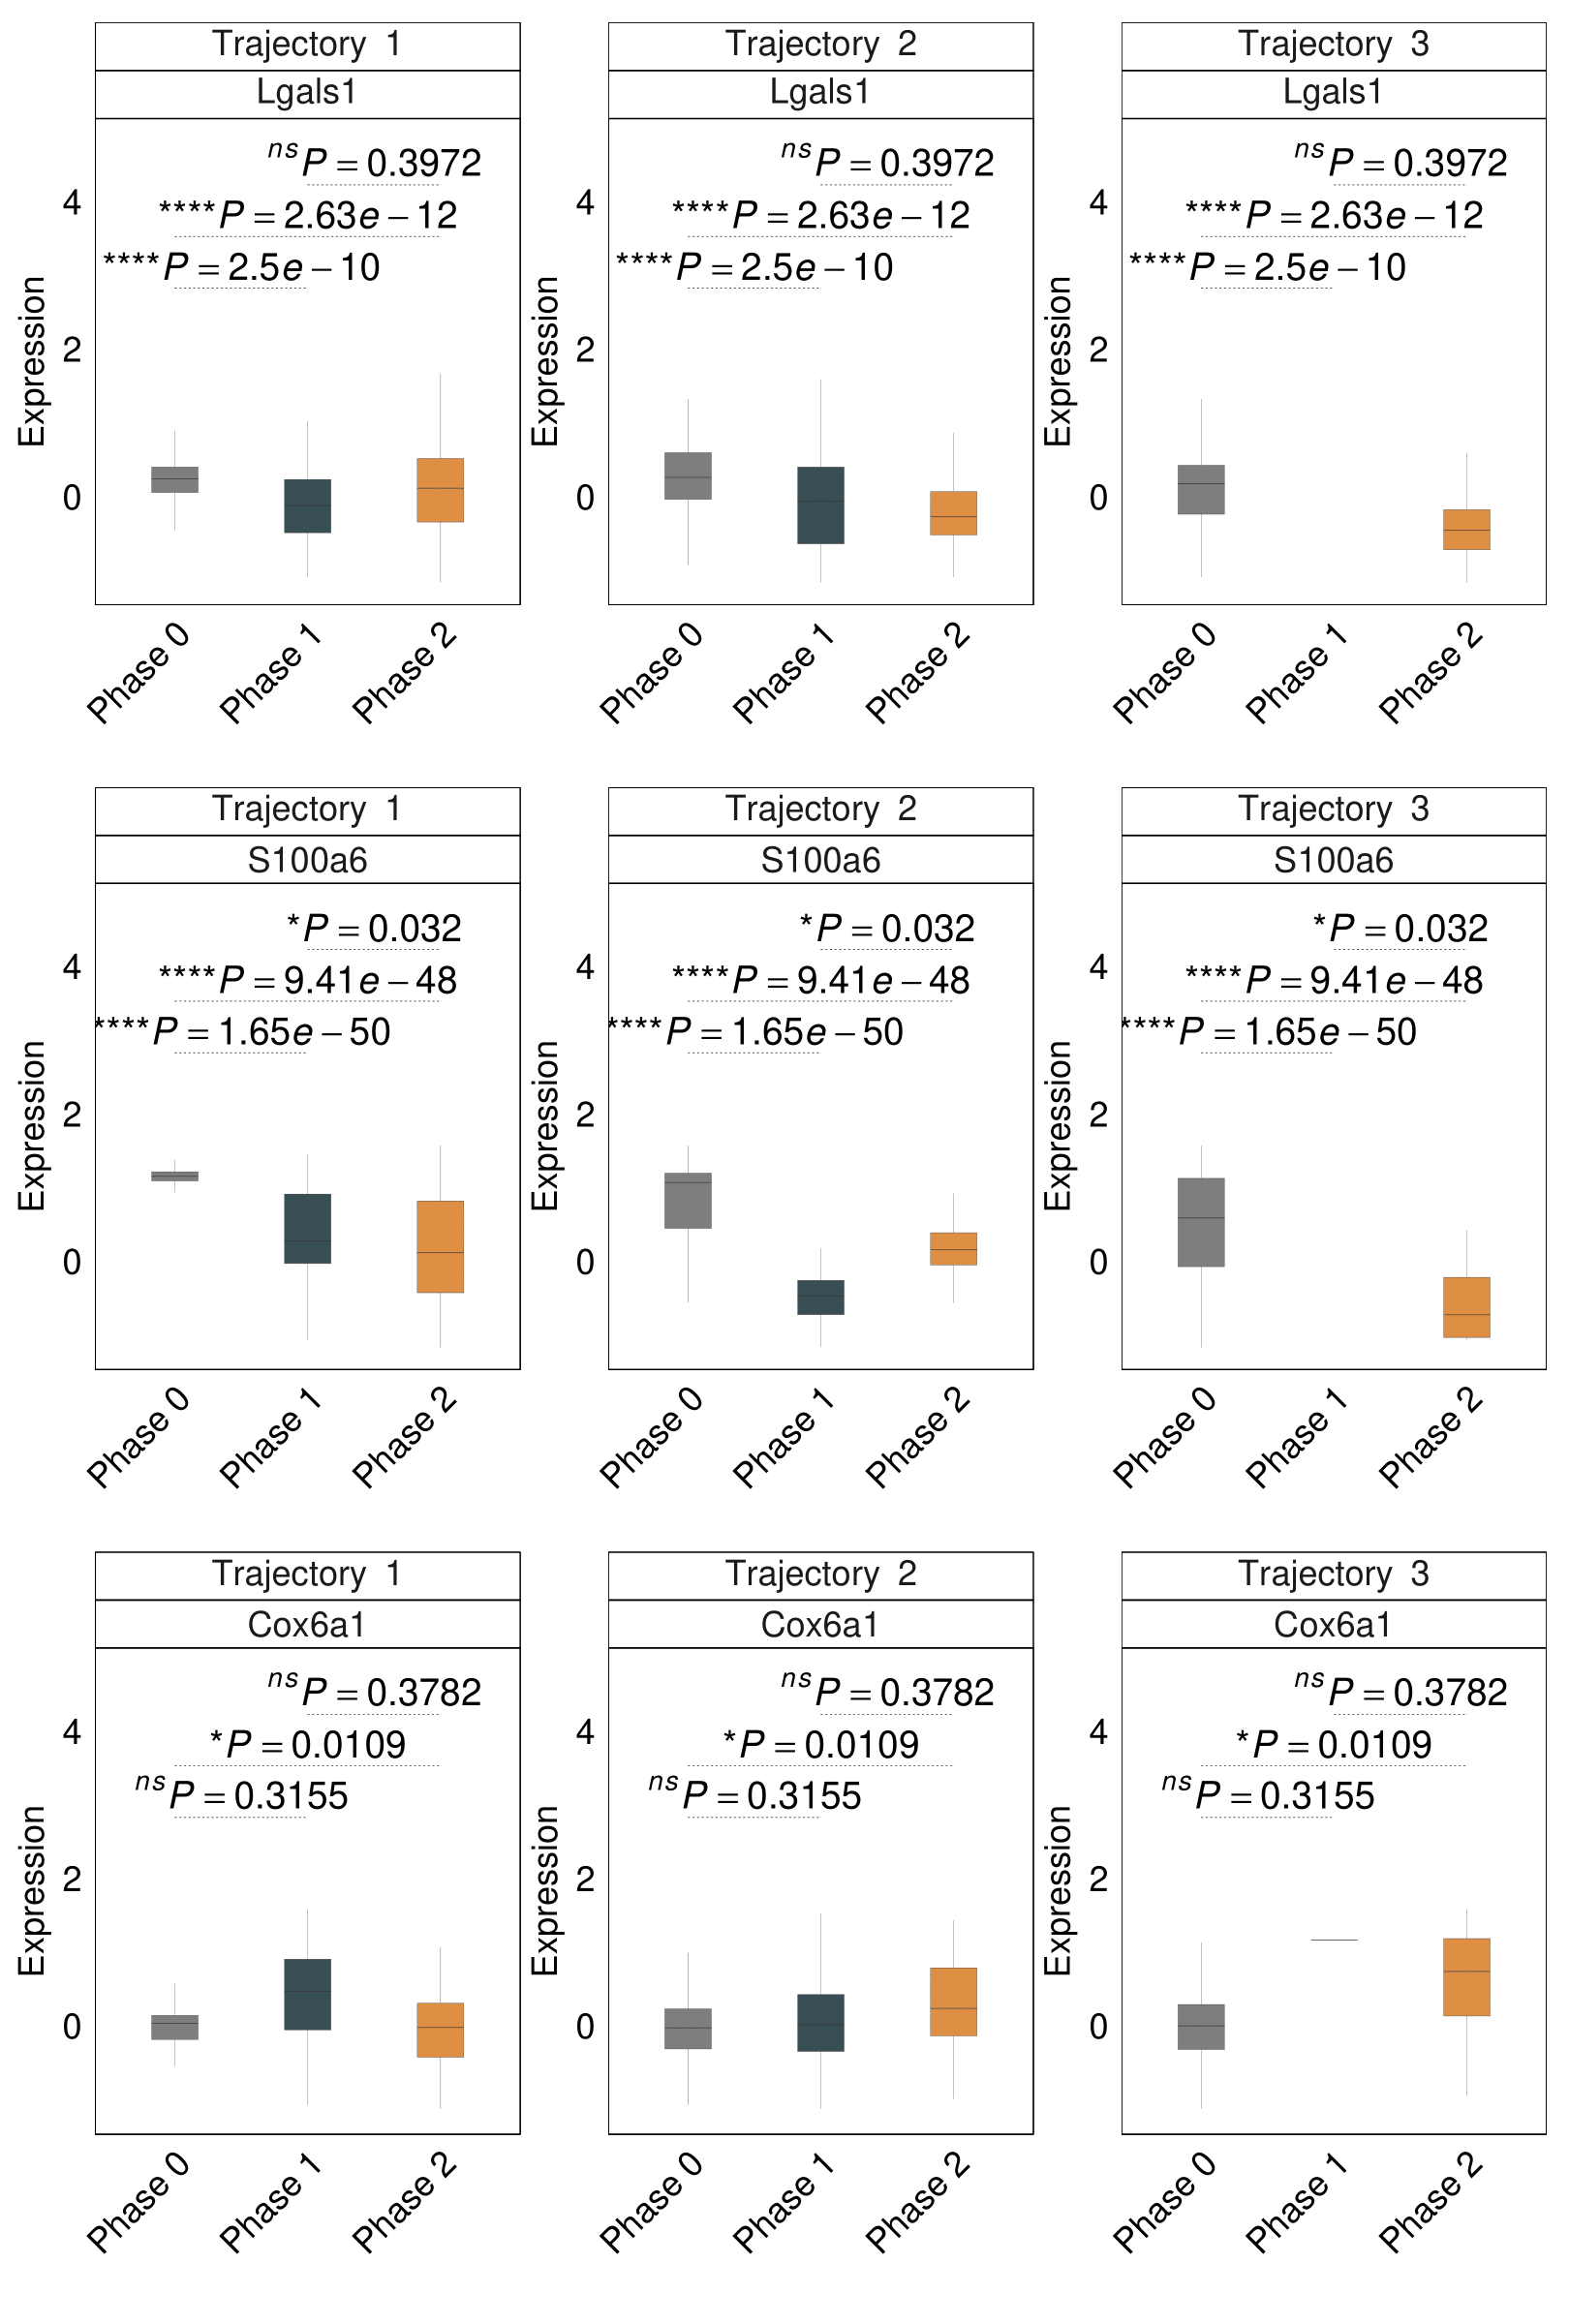 Trajectory 1
Lgals1
ns P = 0.3972
**** P = 2.63e − 12
**** P = 2.5e − 10
Expression
4
2
0
Phase 0
Phase 1
Phase 2
Trajectory 2
Lgals1
ns P = 0.3972
**** P = 2.63e − 12
**** P = 2.5e − 10
Expression
4
2
0
Phase 0
Phase 1
Phase 2
Trajectory 3
Lgals1
ns P = 0.3972
**** P = 2.63e − 12
**** P = 2.5e − 10
Expression
4
2
0
Phase 0
Phase 1
Phase 2
Trajectory 1
S100a6
* P = 0.032
**** P = 9.41e − 48
**** P = 1.65e − 50
Expression
4
2
0
Phase 0
Phase 1
Phase 2
Trajectory 2
S100a6
* P = 0.032
**** P = 9.41e − 48
**** P = 1.65e − 50
Expression
4
2
0
Phase 0
Phase 1
Phase 2
Trajectory 3
S100a6
* P = 0.032
**** P = 9.41e − 48
**** P = 1.65e − 50
Expression
4
2
0
Phase 0
Phase 1
Phase 2
Trajectory 1
Cox6a1
ns P = 0.3782
* P = 0.0109
ns P = 0.3155
Expression
4
2
0
Phase 0
Phase 1
Phase 2
Trajectory 2
Cox6a1
ns P = 0.3782
* P = 0.0109
ns P = 0.3155
Expression
4
2
0
Phase 0
Phase 1
Phase 2
Trajectory 3
Cox6a1
ns P = 0.3782
* P = 0.0109
ns P = 0.3155
Expression
4
2
0
Phase 0
Phase 1
Phase 2